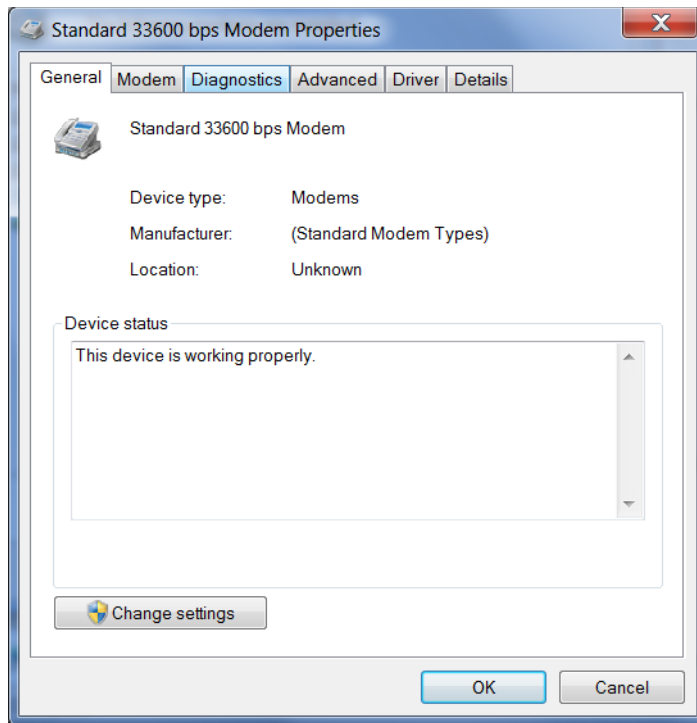 Standard 33600 bps Modem Properties
General Modem Diagnostics Advanced Driver Details
Standard 33600 bps Modem
Device type: Modems
Manufacturer: (Standard Modem Types)
Location: Unknown
Device status
This device is working properly.
Change settings
OK Cancel